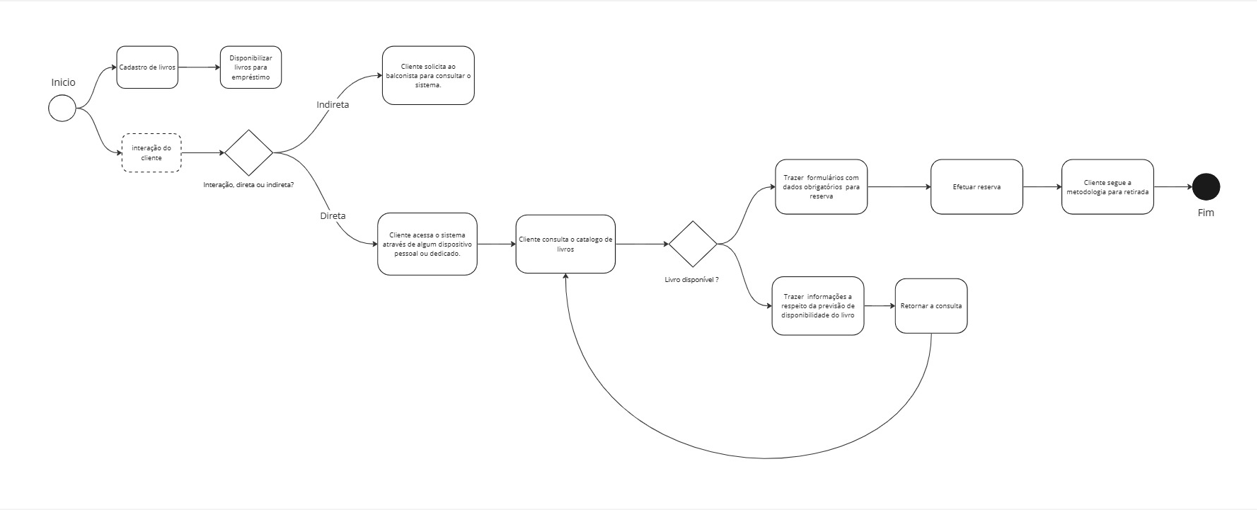 Inicio
Cadastro de livros
Disponibilizar
livros para
empréstimo
interação do
cliente
Interação, direta ou indireta?
Indireta
Direta
Cliente solicita ao
balconista para consultar o
sistema.
Cliente acessa o sistema
através de algum dispositivo
pessoal ou dedicado.
Cliente consulta o catalogo de
livros
Livro disponível ?
Trazer formulários com
dados obrigatórios para
reserva
Efetuar reserva
Cliente segue a
metodologia para retirada
Fim
Trazer informações a
respeito da previsão de
disponibilidade do livro
Retornar a consulta